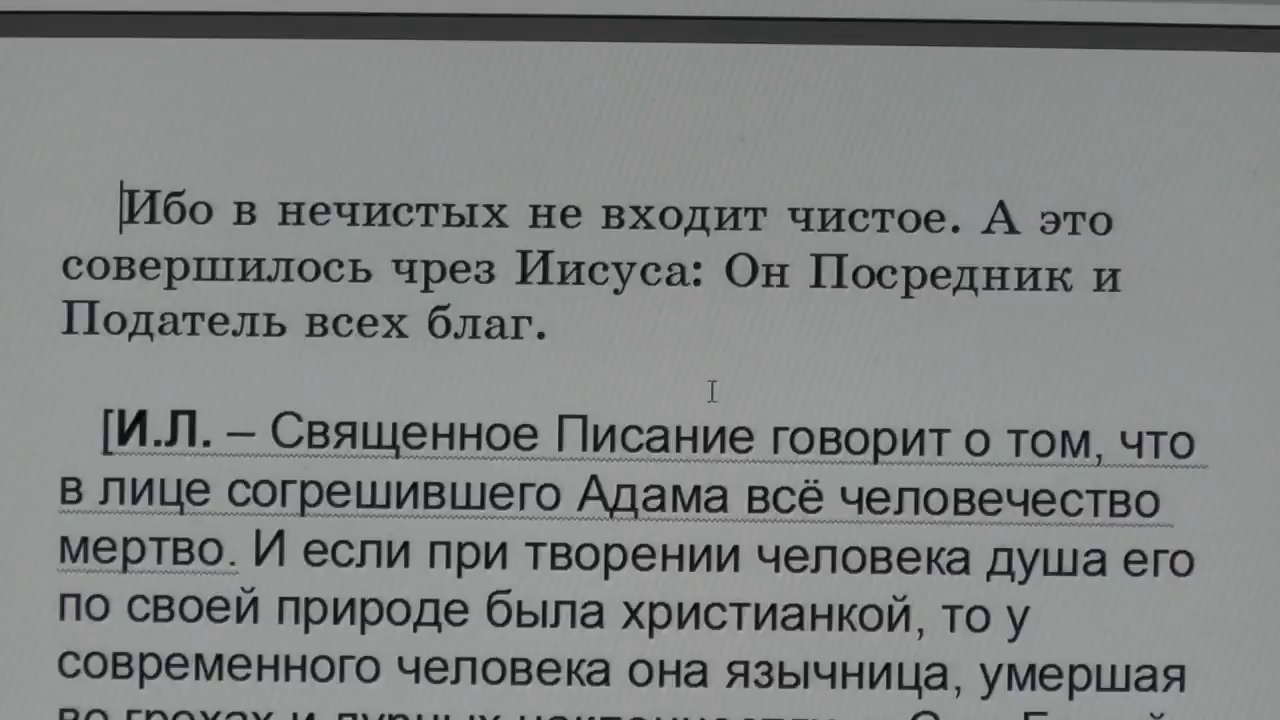 Ибо в нечистых не входит чистое. А это
совершилось чрез Иисуса: Он Посредник и
Податель всех благ.
[И.Л. – Священное Писание говорит о том, что
в лице согрешившего Адама всё человечество
мертво. И если при творении человека душа его
по своей природе была христианкой, то у
современного человека она язычница, умершая
во грехах и